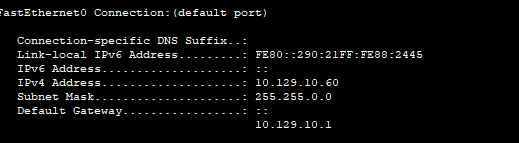 FastEthernet0 Connection:(default port)
Connection-specific DNS Suffix..:
Link-local IPv6 Address.........: FE80::290:21FF:FE88:2445
IPv6 Address....................: ::
IPv4 Address....................: 10.129.10.60
Subnet Mask.....................: 255.255.0.0
Default Gateway.................: ::
10.129.10.1